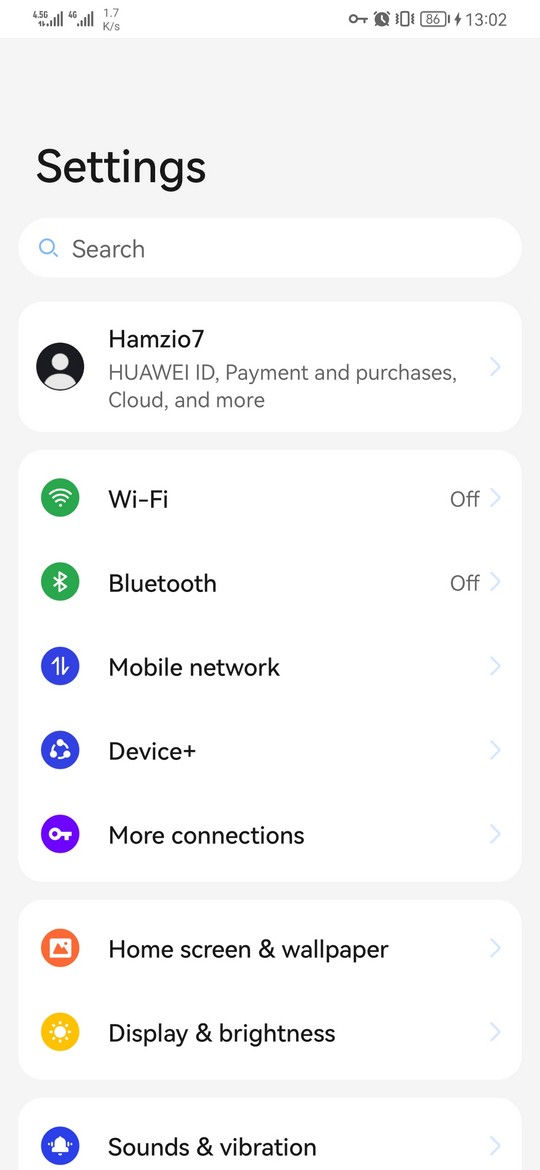 4.5G 4G 1.7 K/s 86 13:02
Settings
Search
Hamzio7
HUAWEI ID, Payment and purchases,
Cloud, and more
Wi-Fi Off
Bluetooth Off
Mobile network
Device+
More connections
Home screen & wallpaper
Display & brightness
Sounds & vibration